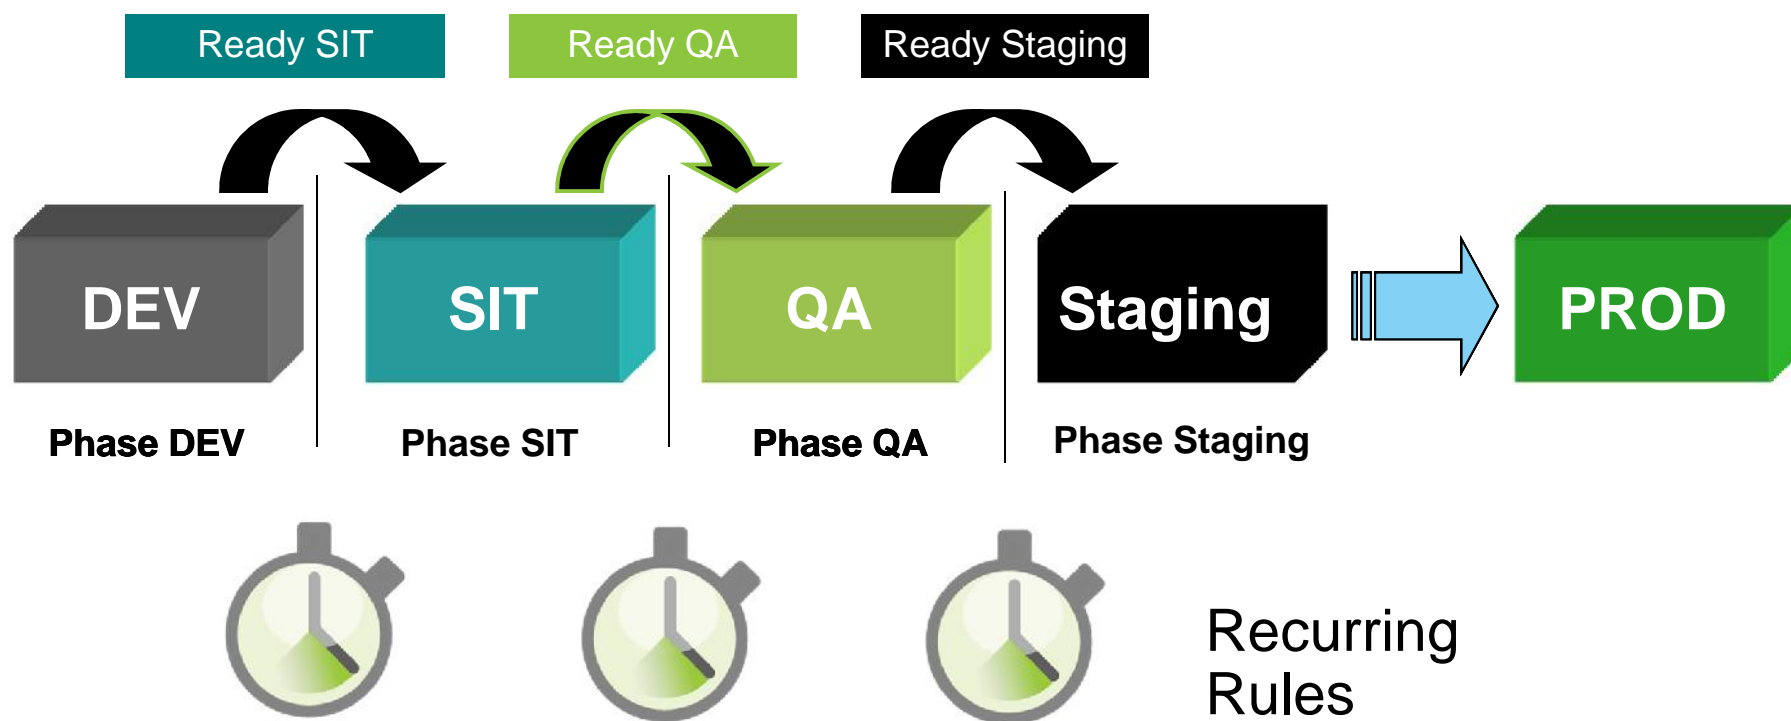 Ready SIT
Ready QA
Ready Staging
DEV
SIT
QA
Staging
PROD
Phase DEV
Phase SIT
Phase QA
Phase Staging
Recurring
Rules